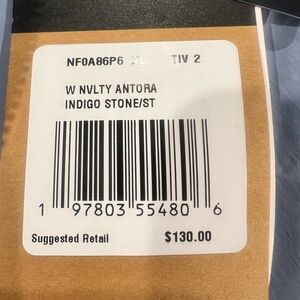 NF0A86P6 TIV 2
W NVLTY ANTORA
INDIGO STONE/ST
1 97803 55480 6
Suggested Retail $130.00